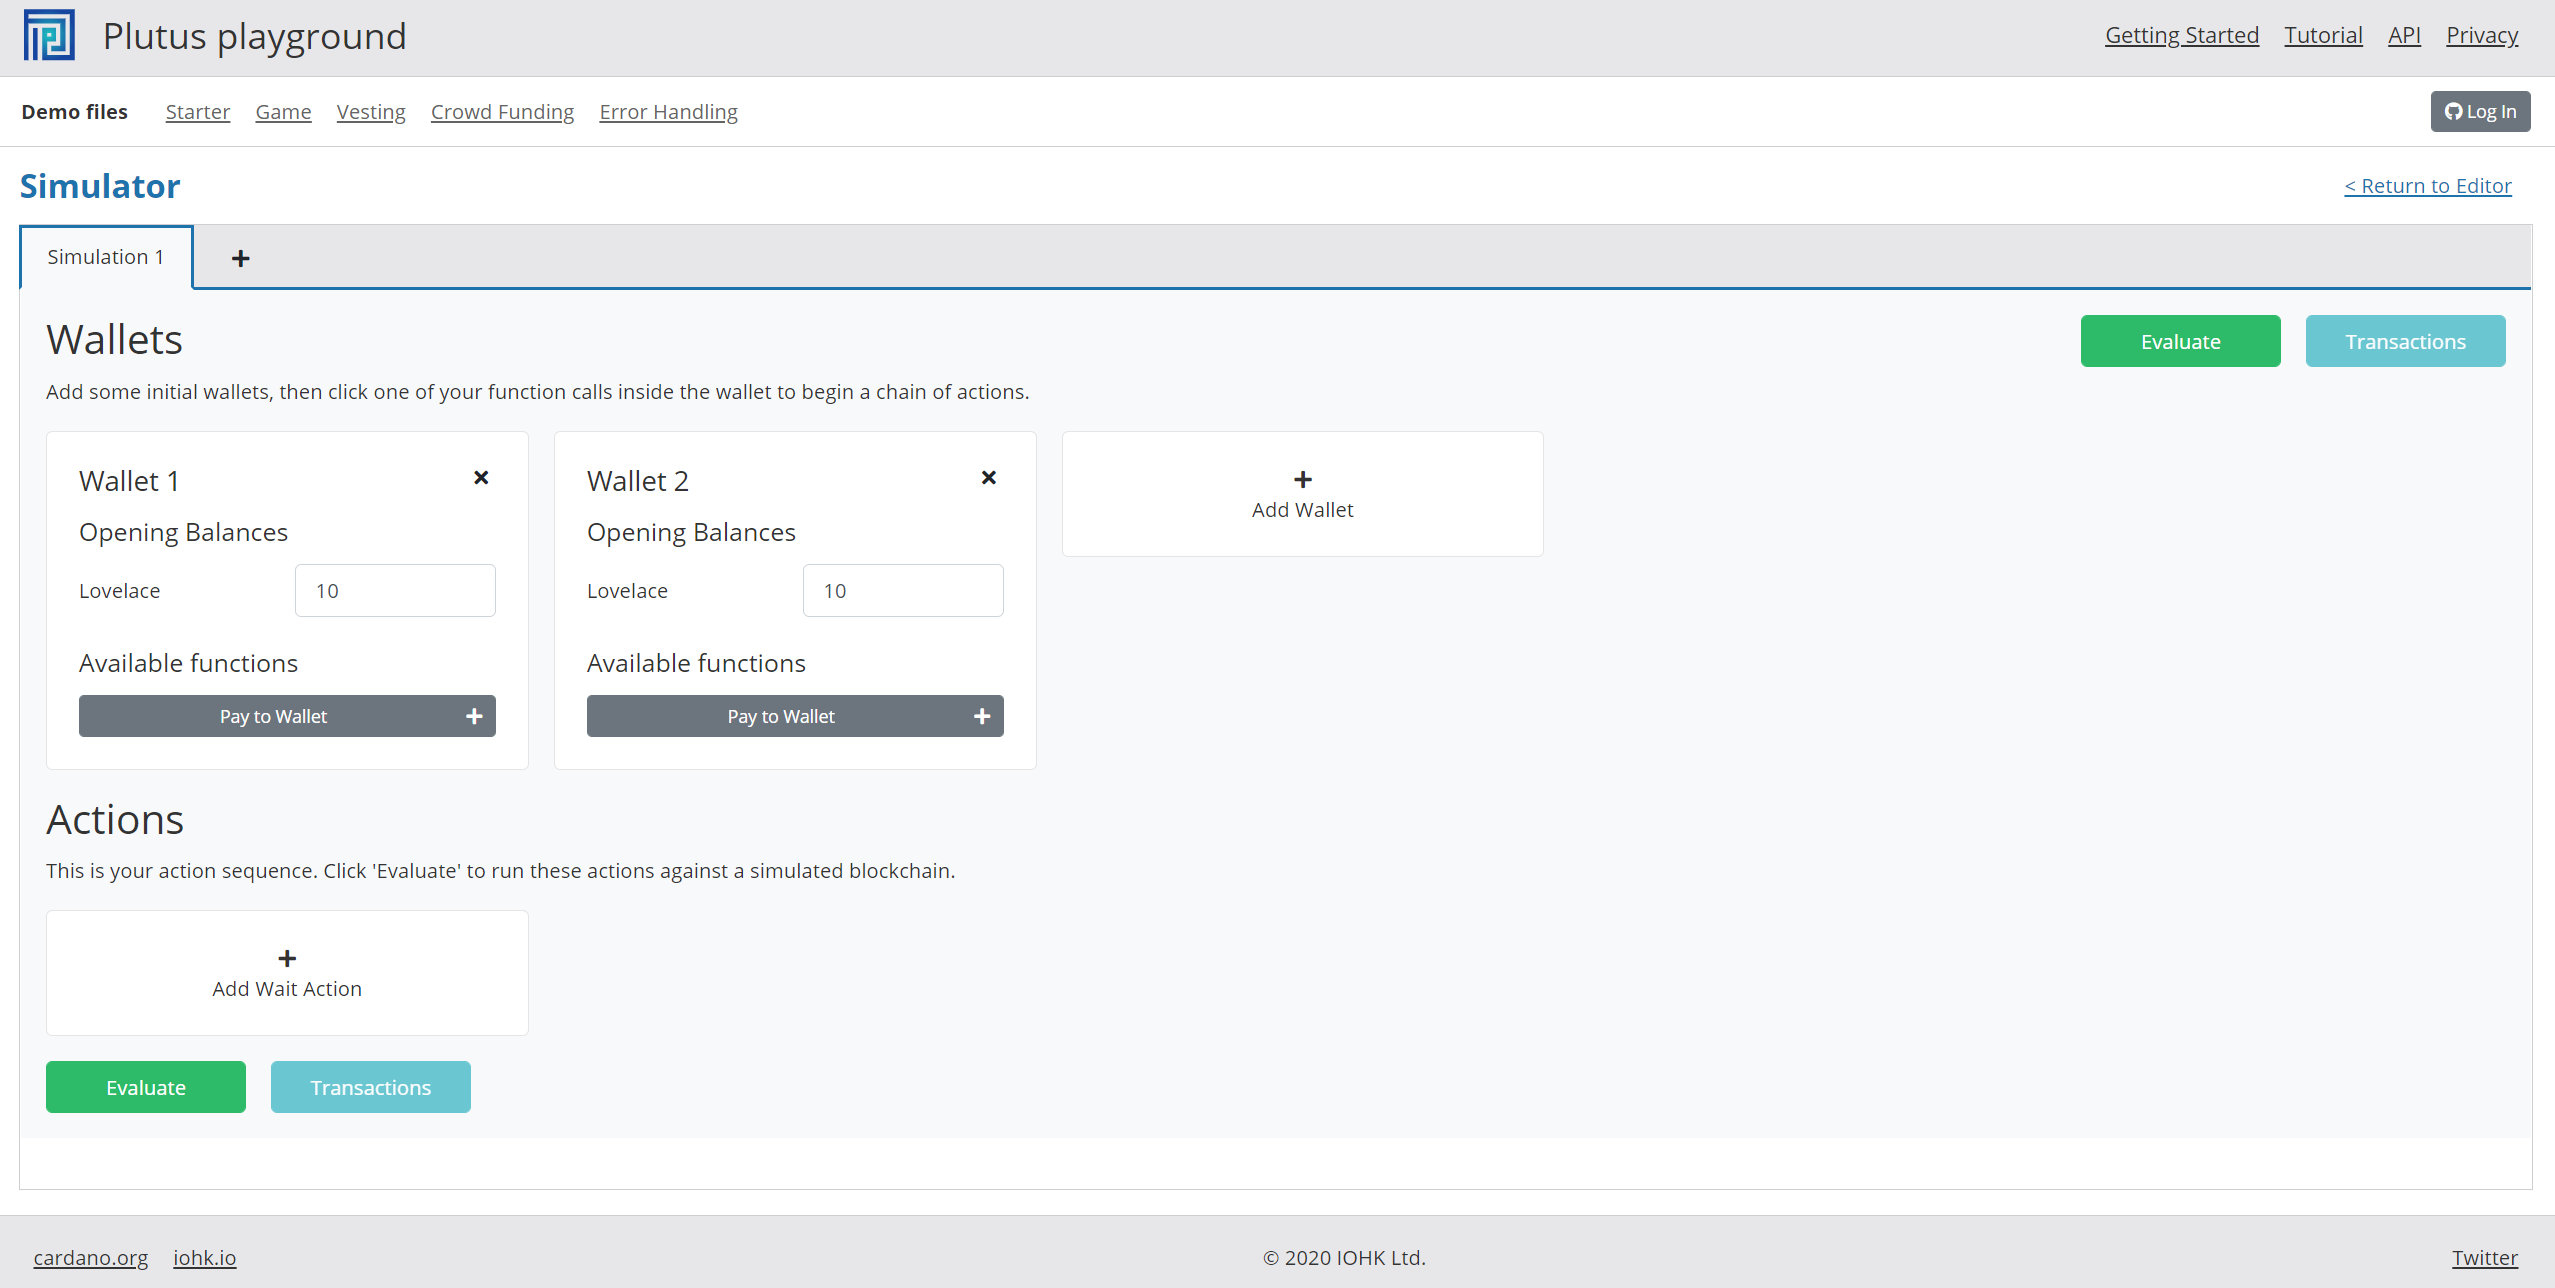 Plutus playground
Getting Started Tutorial API Privacy
Demo files Starter Game Vesting Crowd Funding Error Handling
Log In
Simulator
< Return to Editor
Simulation 1
Wallets
Evaluate Transactions
Add some initial wallets, then click one of your function calls inside the wallet to begin a chain of actions.
Wallet 1
Opening Balances
Lovelace 10
Available functions
Pay to Wallet
Wallet 2
Opening Balances
Lovelace 10
Available functions
Pay to Wallet
Add Wallet
Actions
This is your action sequence. Click 'Evaluate' to run these actions against a simulated blockchain.
Add Wait Action
Evaluate Transactions
cardano.org iohk.io
© 2020 IOHK Ltd.
Twitter